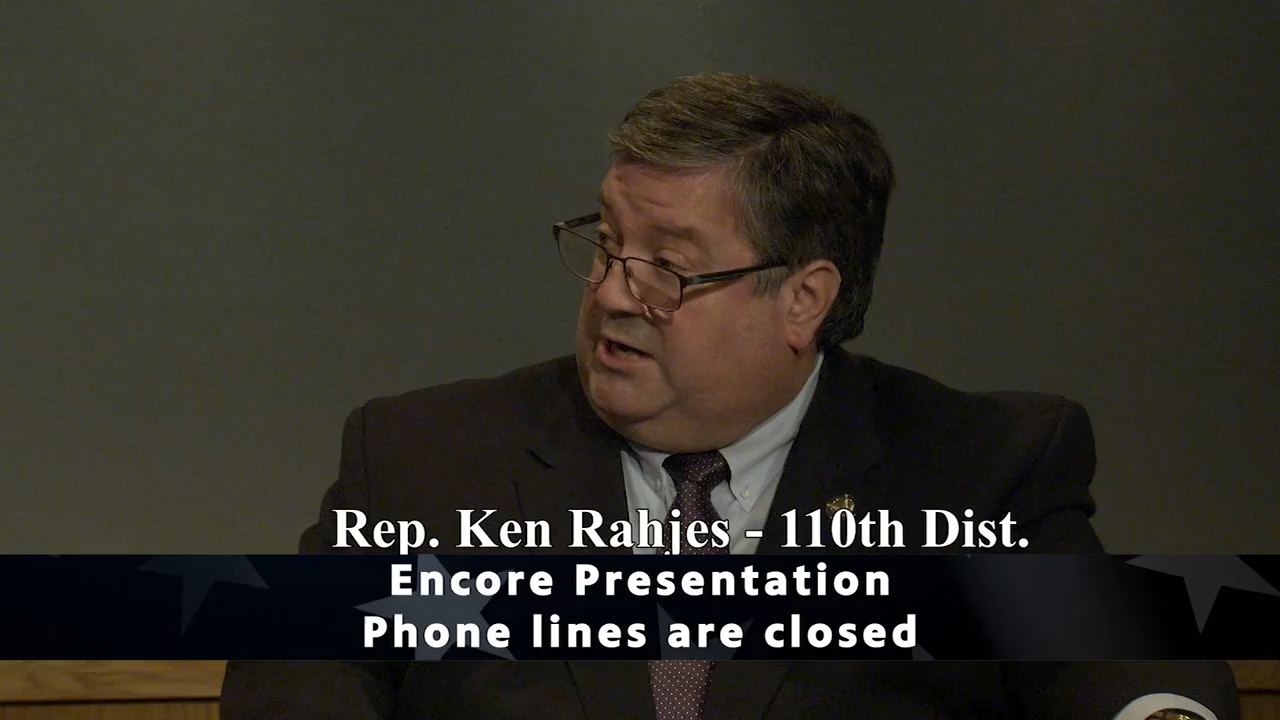 Rep. Ken Rahjes - 110th Dist.
Encore Presentation
Phone lines are closed